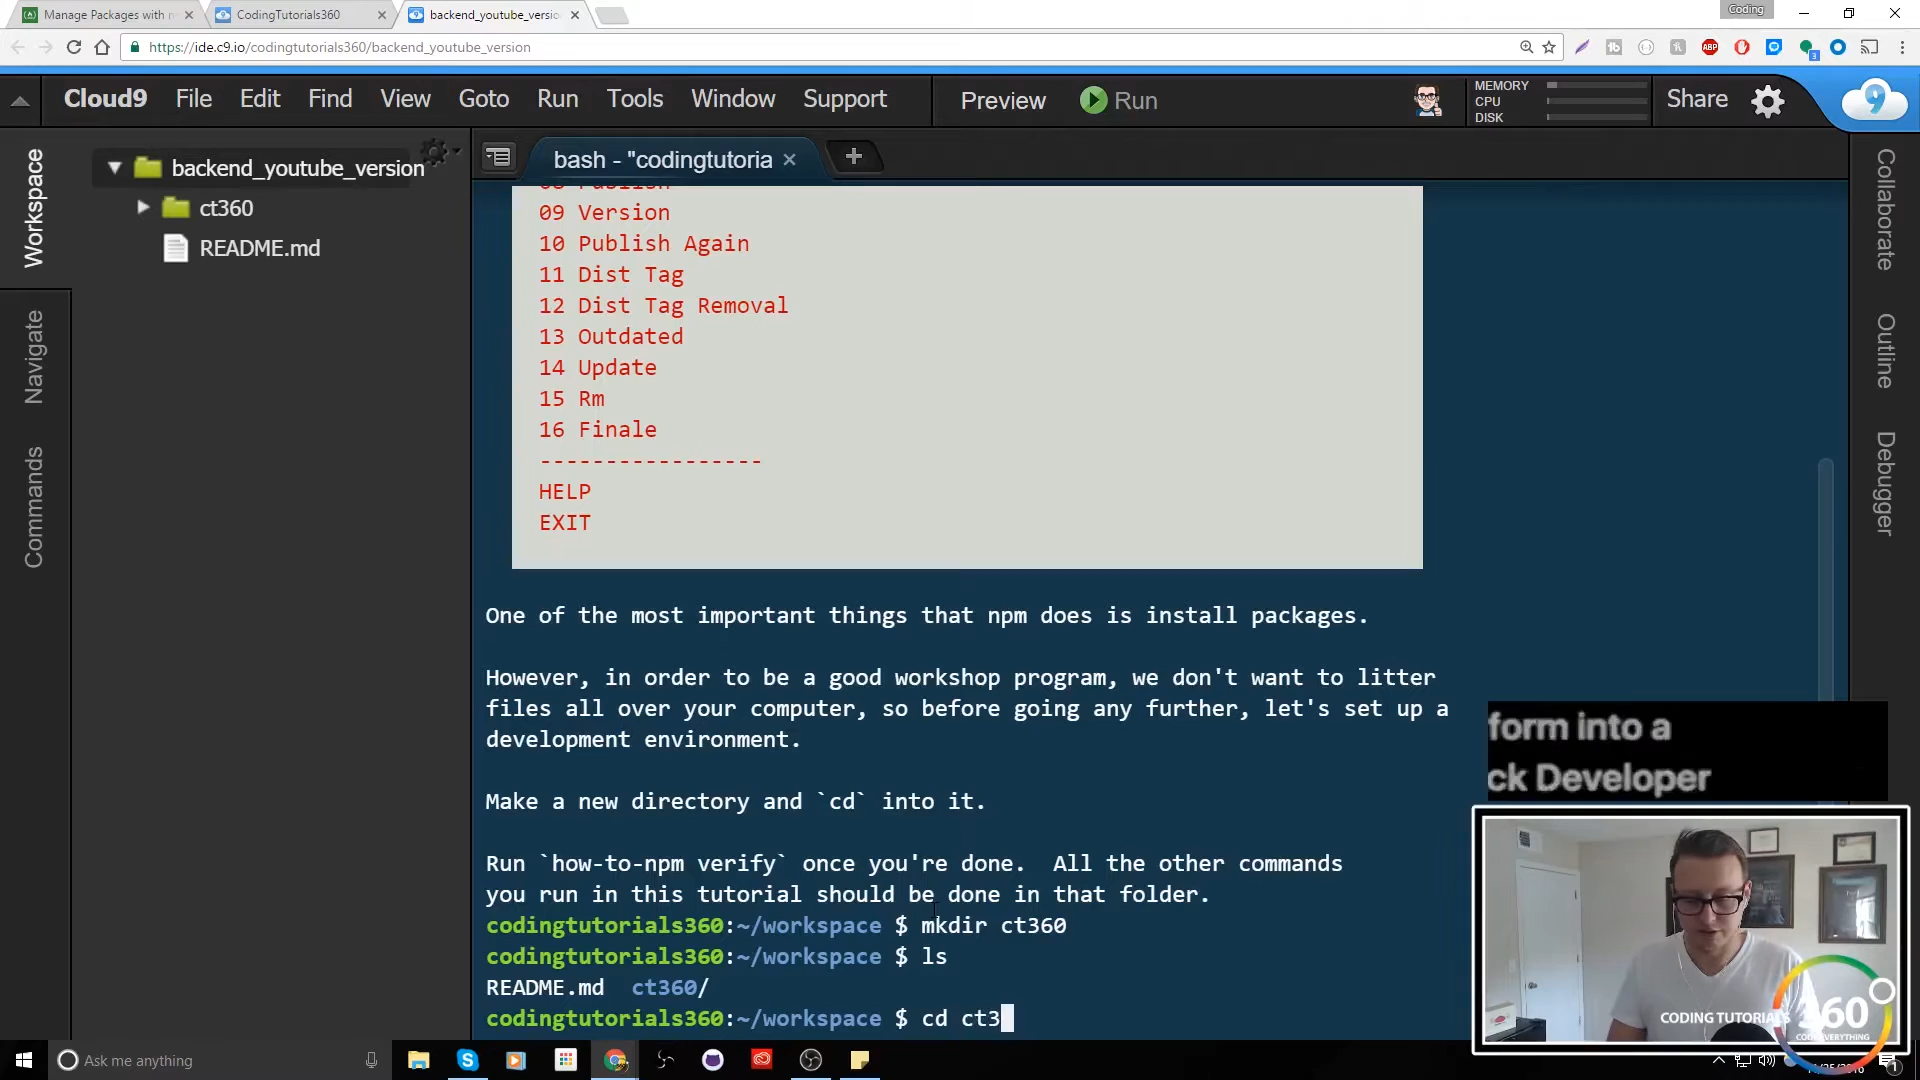 Manage Packages with n
CodingTutorials360
backend_youtube_versio
Coding
https://ide.c9.io/codingtutorials360/backend_youtube_version
ABP
3
Cloud9 File Edit Find View Goto Run Tools Window Support Preview Run
MEMORY
CPU
DISK
Share
9
Workspace
Navigate
Commands
backend_youtube_version
ct360
README.md
bash - "codingtutoria
Collaborate
Outline
Debugger
09 Version
10 Publish Again
11 Dist Tag
12 Dist Tag Removal
13 Outdated
14 Update
15 Rm
16 Finale
-----------------
HELP
EXIT
One of the most important things that npm does is install packages.
However, in order to be a good workshop program, we don't want to litter
files all over your computer, so before going any further, let's set up a
development environment.
Make a new directory and `cd` into it.
Run `how-to-npm verify` once you're done.  All the other commands
you run in this tutorial should be done in that folder.
codingtutorials360:~/workspace $ mkdir ct360
codingtutorials360:~/workspace $ ls
README.md  ct360/
codingtutorials360:~/workspace $ cd ct3
form into a
ck Developer
CODING TUTORIALS
360
CODE EVERYTHING
Ask me anything
1